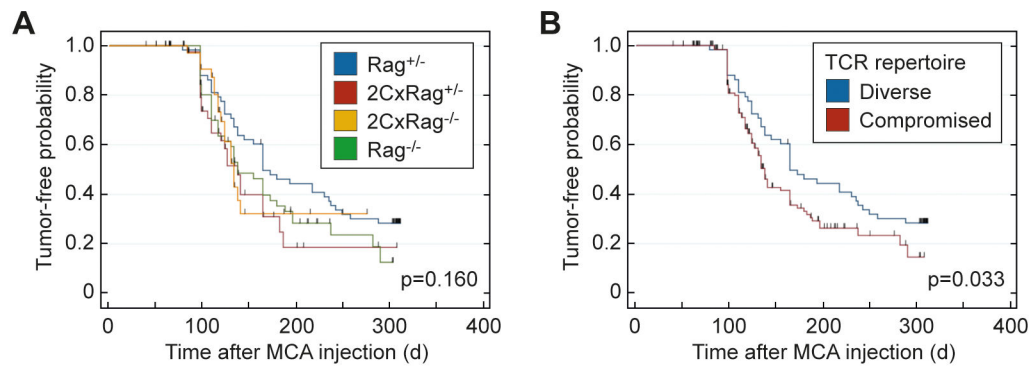 A
Tumor-free probability
1.0
0.8
0.6
0.4
0.2
0
Rag+/-
2CxRag+/-
2CxRag-/-
Rag-/-
p=0.160
0 100 200 300 400
Time after MCA injection (d)
B
Tumor-free probability
1.0
0.8
0.6
0.4
0.2
0
TCR repertoire
Diverse
Compromised
p=0.033
0 100 200 300 400
Time after MCA injection (d)